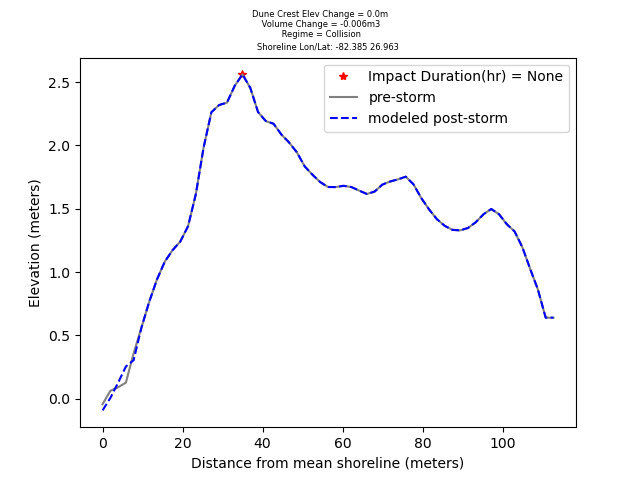 Dune Crest Elev Change = 0.0m
Volume Change = -0.006m3
Regime = Collision
Shoreline Lon/Lat: -82.385 26.963
Impact Duration(hr) = None
pre-storm
modeled post-storm
Elevation (meters)
2.5
2.0
1.5
1.0
0.5
0.0
0 20 40 60 80 100
Distance from mean shoreline (meters)